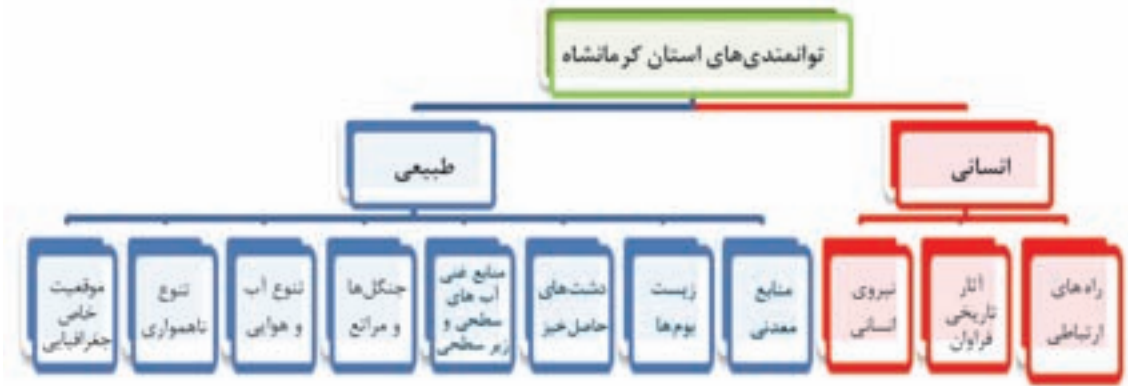 توانمندی‌های استان کرمانشاه
انسانی
طبیعی
راه‌های
ارتباطی
آثار
تاریخی
فراوان
نیروی
انسانی
منابع
معدنی
زیست
بوم‌ها
دشت‌های
حاصل‌خیز
منابع غنی
آب های
سطحی و
زیر سطحی
جنگل‌ها
و مراتع
تنوع آب
و هوایی
تنوع
ناهمواری
موقعیت
خاص
جغرافیایی